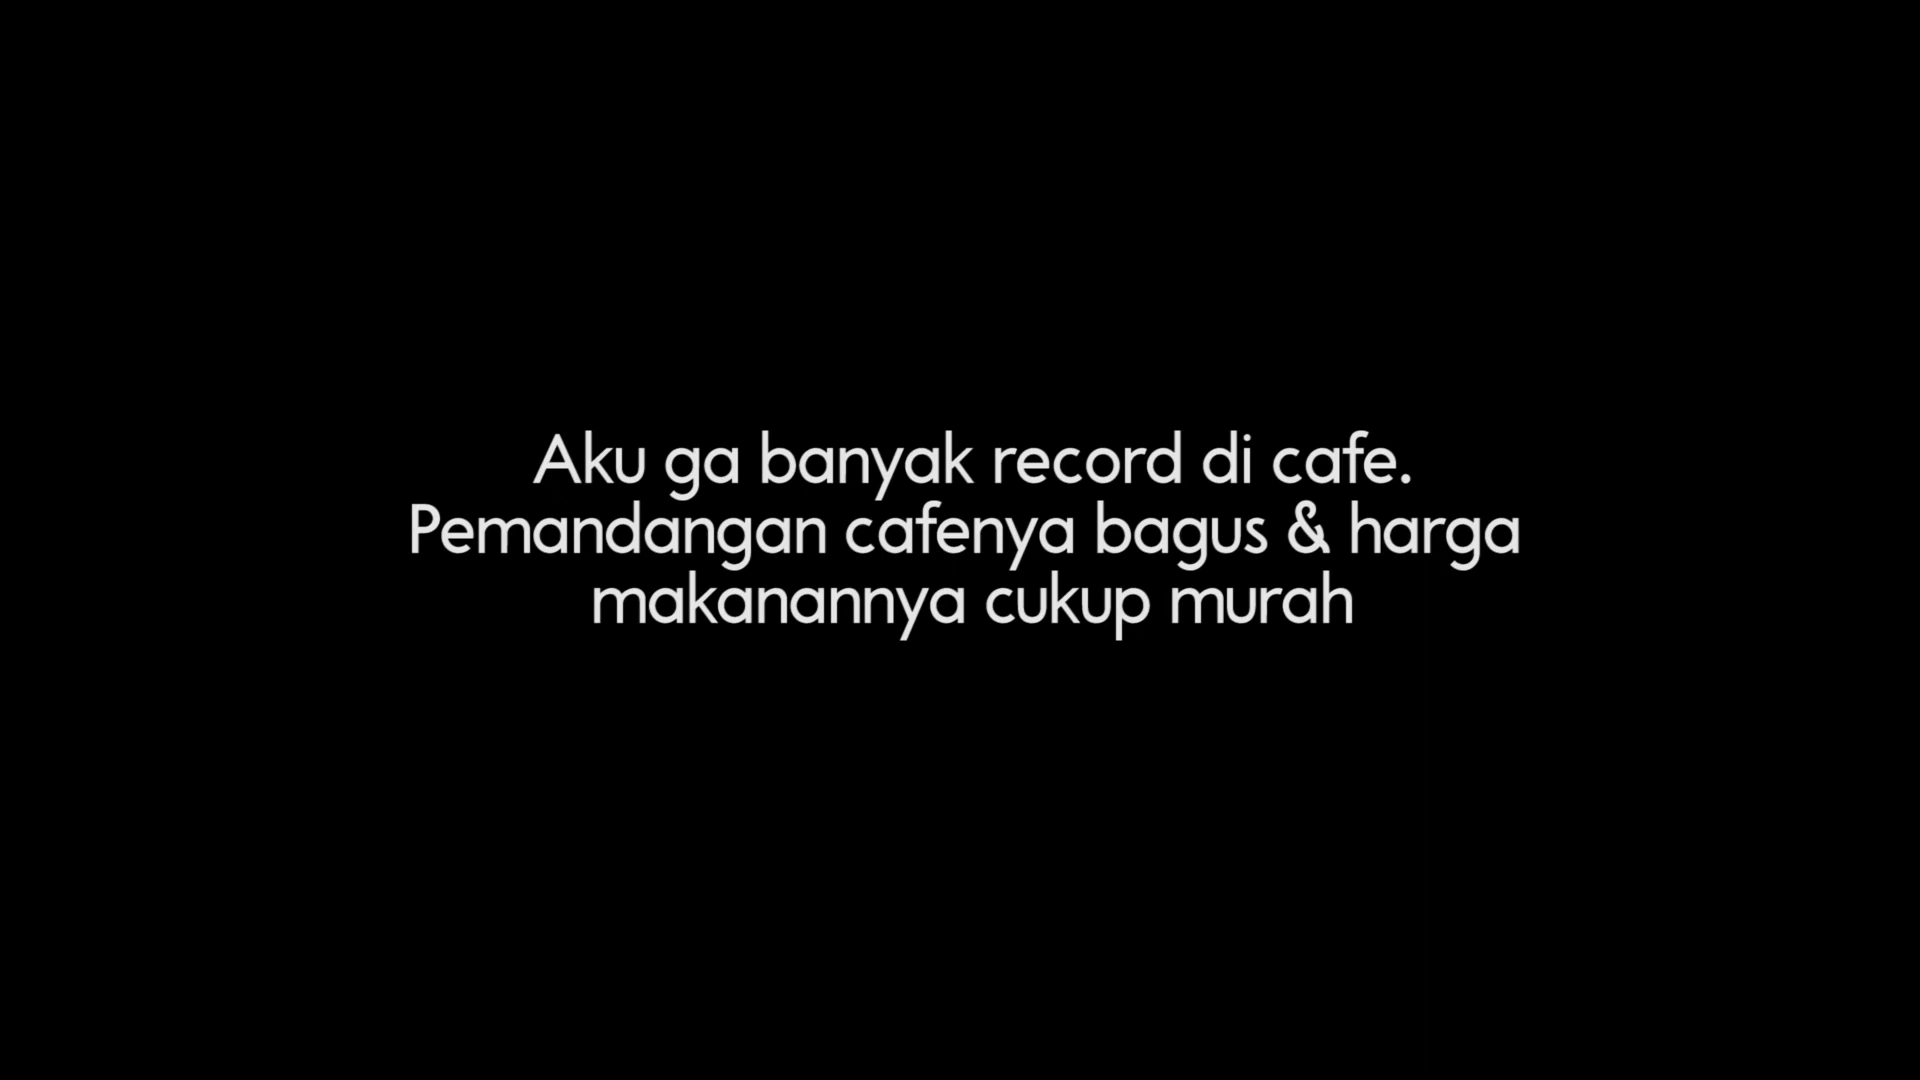 Aku ga banyak record di cafe.
Pemandangan cafenya bagus & harga
makanannya cukup murah